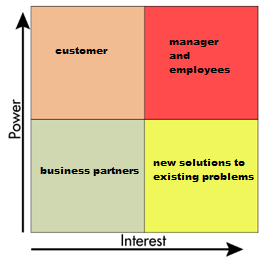 customer
manager
and
employees
Power
business partners
new solutions to
existing problems
Interest